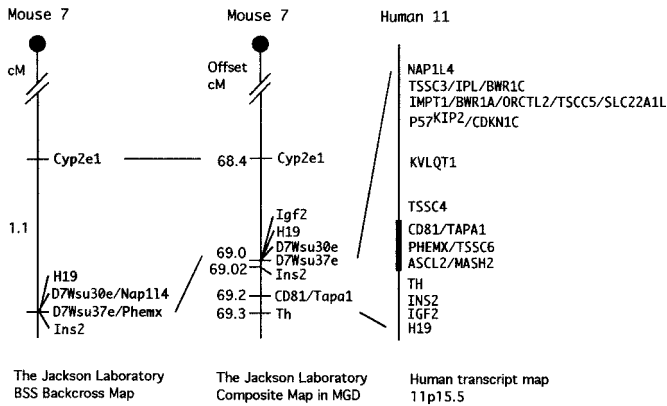 Mouse 7
cM
Cyp2e1
1.1
H19
D7Wsu30e/Nap1l4
D7Wsu37e/Phemx
Ins2
The Jackson Laboratory
BSS Backcross Map
Mouse 7
Offset
cM
68.4
Cyp2e1
Igf2
H19
D7Wsu30e
69.0
D7Wsu37e
69.02
Ins2
69.2
CD81/Tapa1
69.3
Th
The Jackson Laboratory
Composite Map in MGD
Human 11
NAP1L4
TSSC3/IPL/BWR1C
IMPT1/BWR1A/ORCTL2/TSCC5/SLC22A1L
P57KIP2/CDKN1C
KVLQT1
TSSC4
CD81/TAPA1
PHEMX/TSSC6
ASCL2/MASH2
TH
INS2
IGF2
H19
Human transcript map
11p15.5